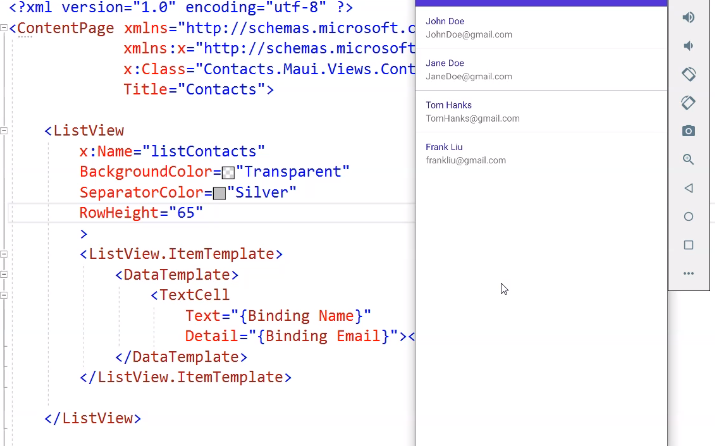 <?xml version="1.0" encoding="utf-8" ?>
<ContentPage xmlns="http://schemas.microsoft.c
xmlns:x="http://schemas.microsoft
x:Class="Contacts.Maui.Views.Cont
Title="Contacts">
<ListView
x:Name="listContacts"
BackgroundColor="Transparent"
SeparatorColor="Silver"
RowHeight="65"
>
<ListView.ItemTemplate>
<DataTemplate>
<TextCell
Text="{Binding Name}"
Detail="{Binding Email}"><
</DataTemplate>
</ListView.ItemTemplate>
</ListView>
John Doe
JohnDoe@gmail.com
Jane Doe
JaneDoe@gmail.com
Tom Hanks
TomHanks@gmail.com
Frank Liu
frankliu@gmail.com